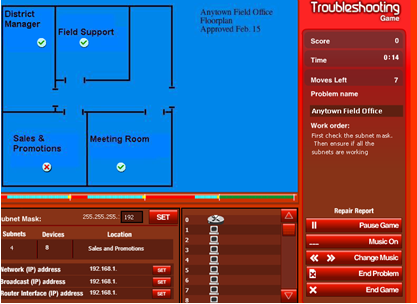 District
Manager
Field Support
Anytown Field Office
Floorplan
Approved Feb. 15
Sales &
Promotions
Meeting Room
ubnet Mask: 255.255.255. 192 SET
Subnets Devices Location
4 8 Sales and Promotions
Network (IP) address 192.168.1. SET
Broadcast (IP) address 192.168.1. SET
Router Interface (IP) address 192.168.1. SET
0
1
2
3
4
5
6
7
8
Troubleshooting
Game
Score 0
Time 0:14
Moves Left 7
Problem name
Anytown Field Office
Work order:
First check the subnet mask.
Then ensure if all the
subnets are working
Repair Report
Pause Game
Music On
Change Music
End Problem
End Game